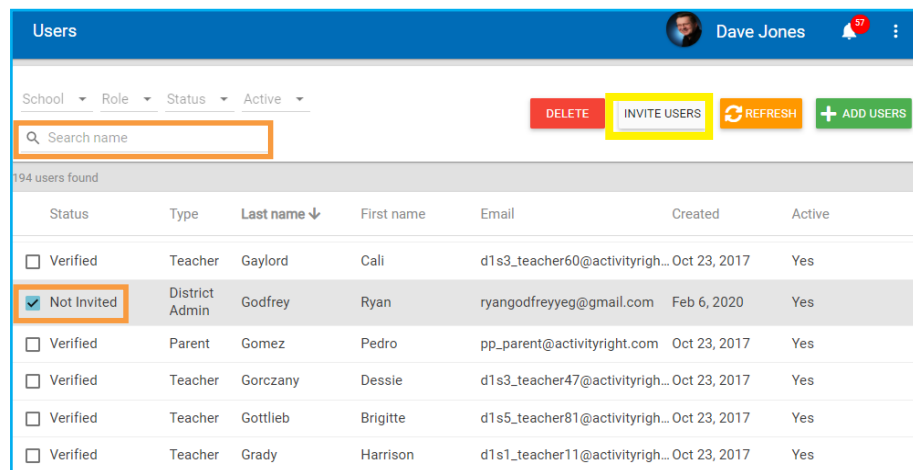 Users
Dave Jones
57
School Role Status Active
DELETE INVITE USERS REFRESH ADD USERS
Search name
194 users found
Status Type Last name First name Email Created Active
Verified Teacher Gaylord Cali d1s3_teacher60@activityrigh... Oct 23, 2017 Yes
Not Invited District Admin Godfrey Ryan ryangodfreyyeg@gmail.com Feb 6, 2020 Yes
Verified Parent Gomez Pedro pp_parent@activityright.com Oct 23, 2017 Yes
Verified Teacher Gorczany Dessie d1s3_teacher47@activityrigh... Oct 23, 2017 Yes
Verified Teacher Gottlieb Brigitte d1s5_teacher81@activityrigh... Oct 23, 2017 Yes
Verified Teacher Grady Harrison d1s1_teacher11@activityrigh... Oct 23, 2017 Yes